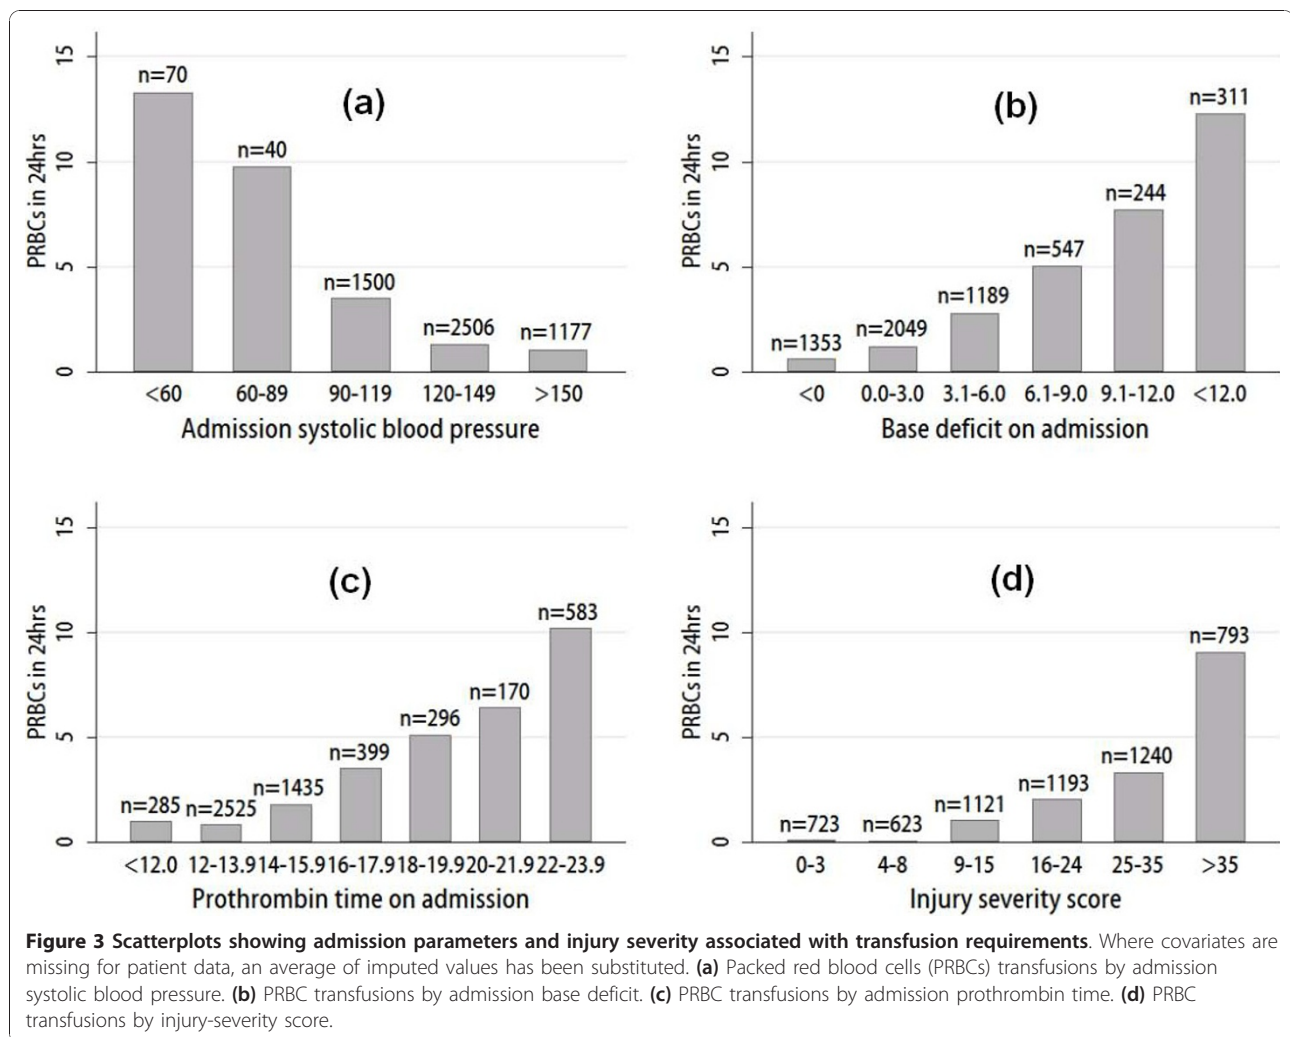 15
10
5
0
PRBCs in 24hrs
(a)
n=70
n=40
n=1500
n=2506
n=1177
<60 60-89 90-119 120-149 >150
Admission systolic blood pressure
15
10
5
0
PRBCs in 24hrs
(b)
n=1353
n=2049
n=1189
n=547
n=244
n=311
<0 0.0-3.0 3.1-6.0 6.1-9.0 9.1-12.0 <12.0
Base deficit on admission
15
10
5
0
PRBCs in 24hrs
(c)
n=285
n=2525
n=1435
n=399
n=296
n=170
n=583
<12.0 12-13.9 14-15.9 16-17.9 18-19.9 20-21.9 22-23.9
Prothrombin time on admission
15
10
5
0
PRBCs in 24hrs
(d)
n=723
n=623
n=1121
n=1193
n=1240
n=793
0-3 4-8 9-15 16-24 25-35 >35
Injury severity score
Figure 3 Scatterplots showing admission parameters and injury severity associated with transfusion requirements. Where covariates are
missing for patient data, an average of imputed values has been substituted. (a) Packed red blood cells (PRBCs) transfusions by admission
systolic blood pressure. (b) PRBC transfusions by admission base deficit. (c) PRBC transfusions by admission prothrombin time. (d) PRBC
transfusions by injury-severity score.